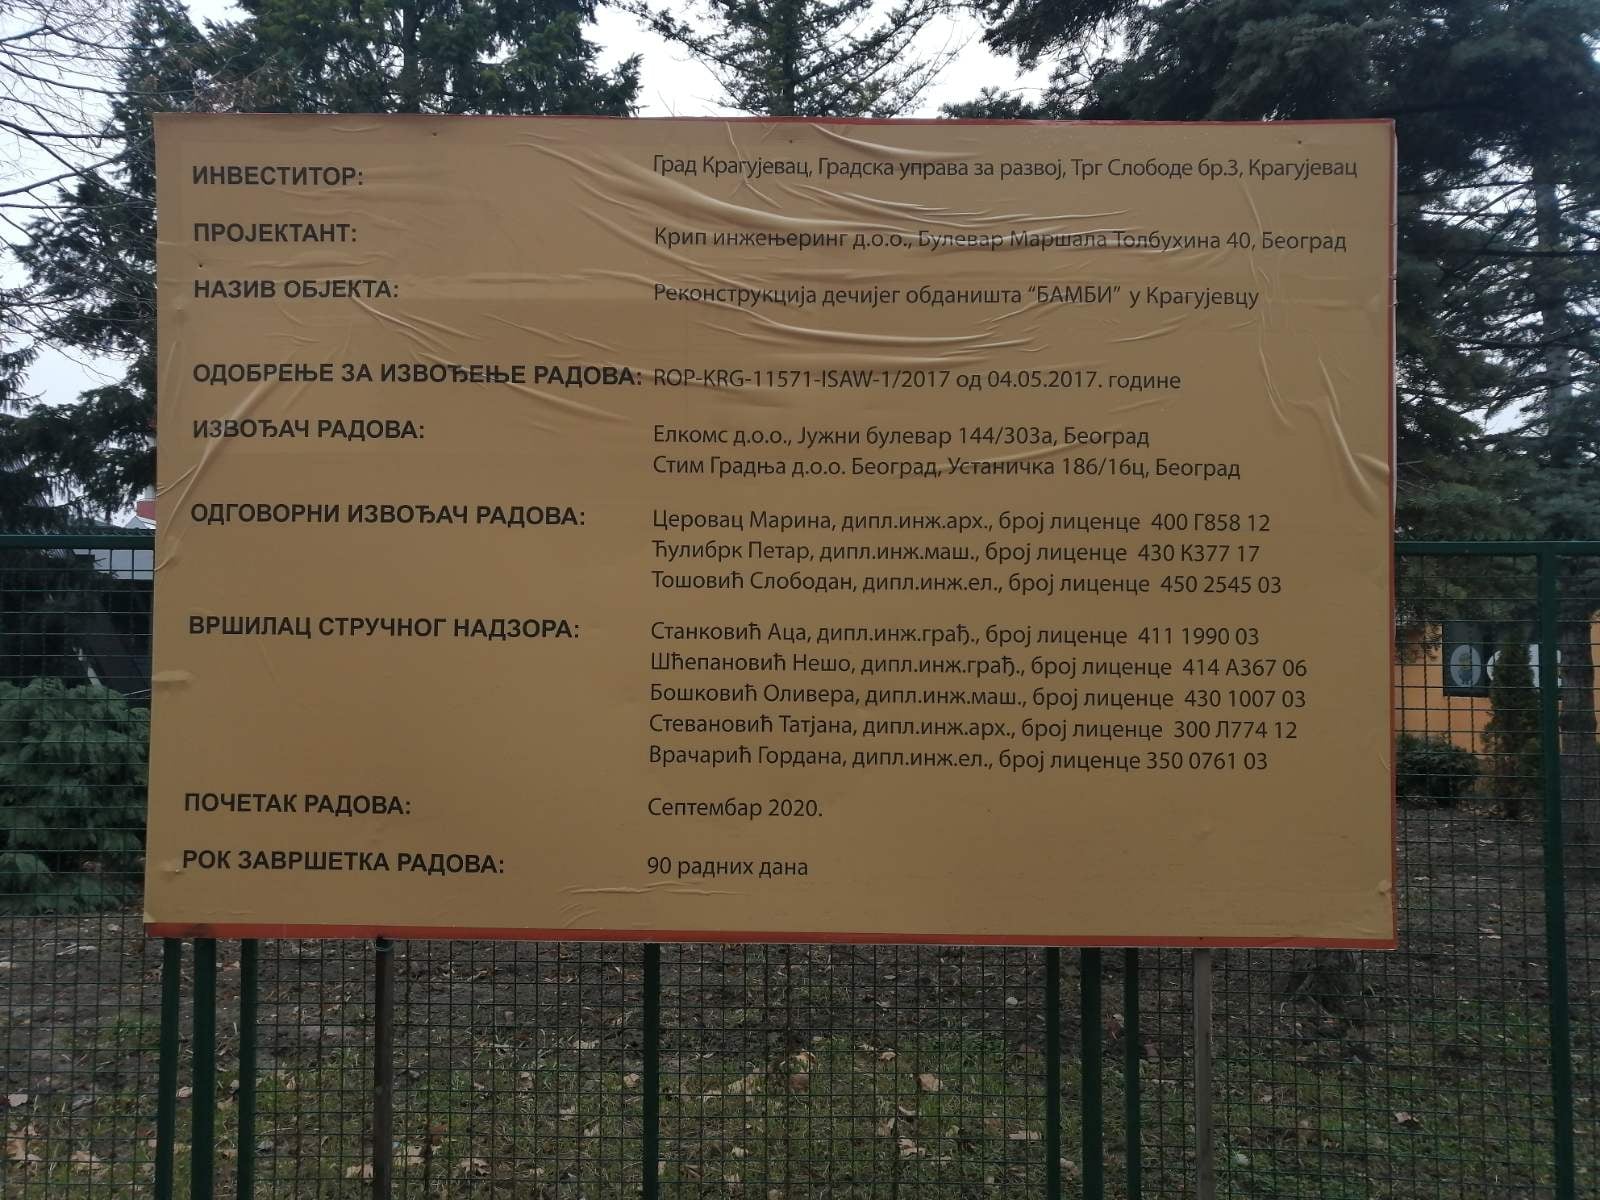 ИНВЕСТИТОР: Град Крагујевац, Градска управа за развој, Трг Слободе бр.3, Крагујевац
ПРОЈЕКТАНТ: Крип инжењеринг д.о.о., Булевар Маршала Толбухина 40, Београд
НАЗИВ ОБЈЕКТА: Реконструкција дечијег обданишта “БАМБИ” у Крагујевцу
ОДОБРЕЊЕ ЗА ИЗВОЂЕЊЕ РАДОВА: ROP-KRG-11571-ISAW-1/2017 од 04.05.2017. године
ИЗВОЂАЧ РАДОВА: Елкомс д.о.о., Јужни булевар 144/303а, Београд
Стим Градња д.о.о. Београд, Устаничка 186/16ц, Београд
ОДГОВОРНИ ИЗВОЂАЧ РАДОВА: Церовац Марина, дипл.инж.арх., број лиценце 400 Г858 12
Ћулибрк Петар, дипл.инж.маш., број лиценце 430 К377 17
Тошовић Слободан, дипл.инж.ел., број лиценце 450 2545 03
ВРШИЛАЦ СТРУЧНОГ НАДЗОРА: Станковић Аца, дипл.инж.грађ., број лиценце 411 1990 03
Шћепановић Нешо, дипл.инж.грађ., број лиценце 414 А367 06
Бошковић Оливера, дипл.инж.маш., број лиценце 430 1007 03
Стевановић Татјана, дипл.инж.арх., број лиценце 300 Л774 12
Врачарић Гордана, дипл.инж.ел., број лиценце 350 0761 03
ПОЧЕТАК РАДОВА: Септембар 2020.
РОК ЗАВРШЕТКА РАДОВА: 90 радних дана